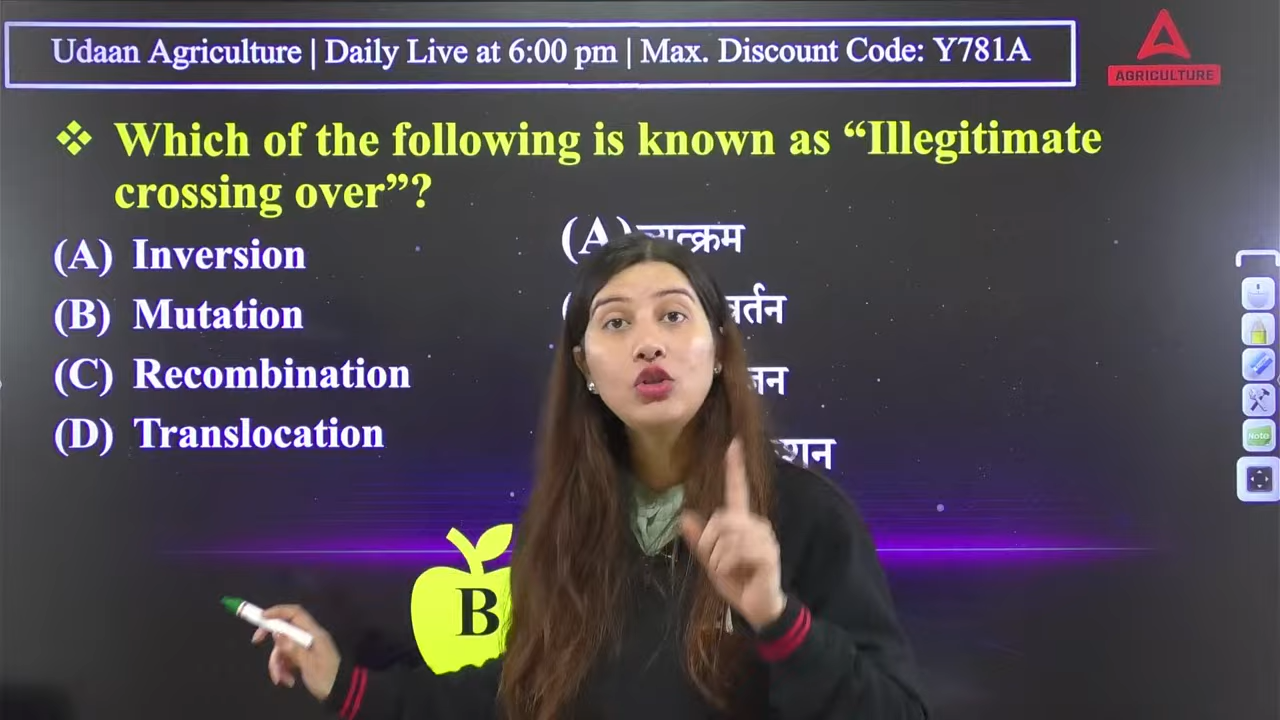 Udaan Agriculture | Daily Live at 6:00 pm | Max. Discount Code: Y781A
AGRICULTURE
❖ Which of the following is known as “Illegitimate
crossing over”?
(A) Inversion
(B) Mutation
(C) Recombination
(D) Translocation
(A)
B
Note